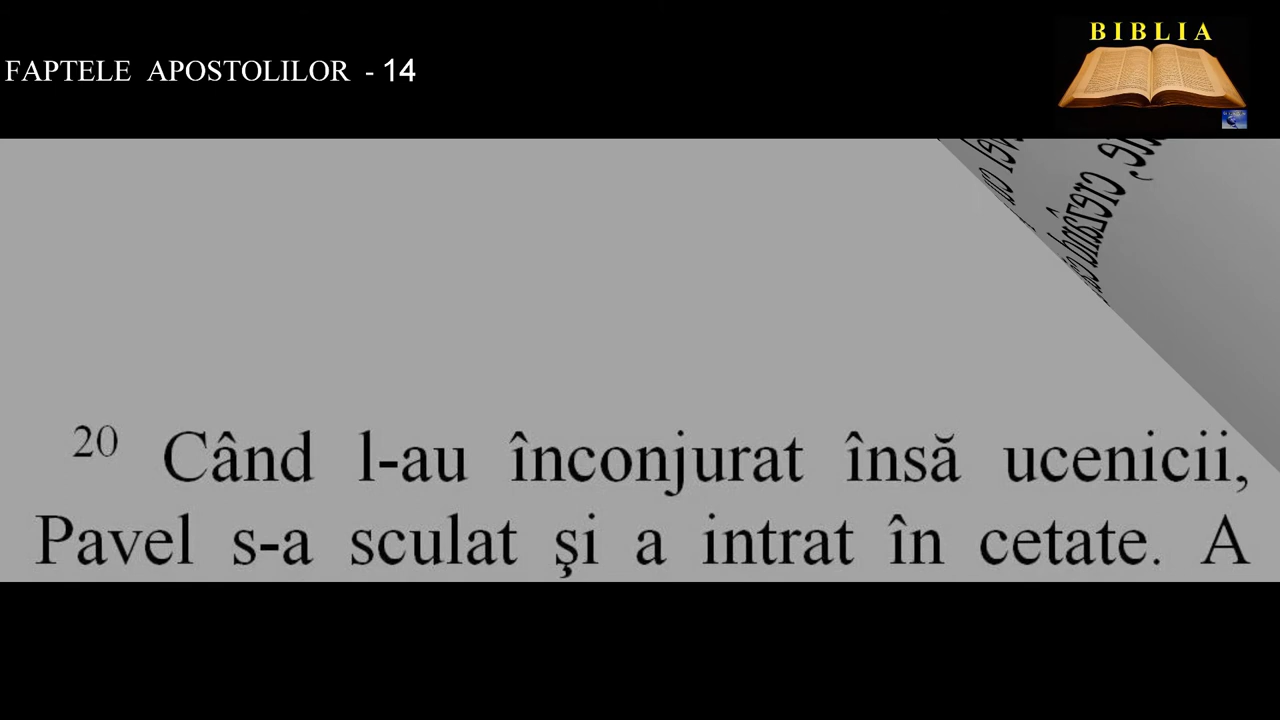 BIBLIA
FAPTELE APOSTOLILOR - 14
20 Când l-au înconjurat însă ucenicii,
Pavel s-a sculat şi a intrat în cetate. A